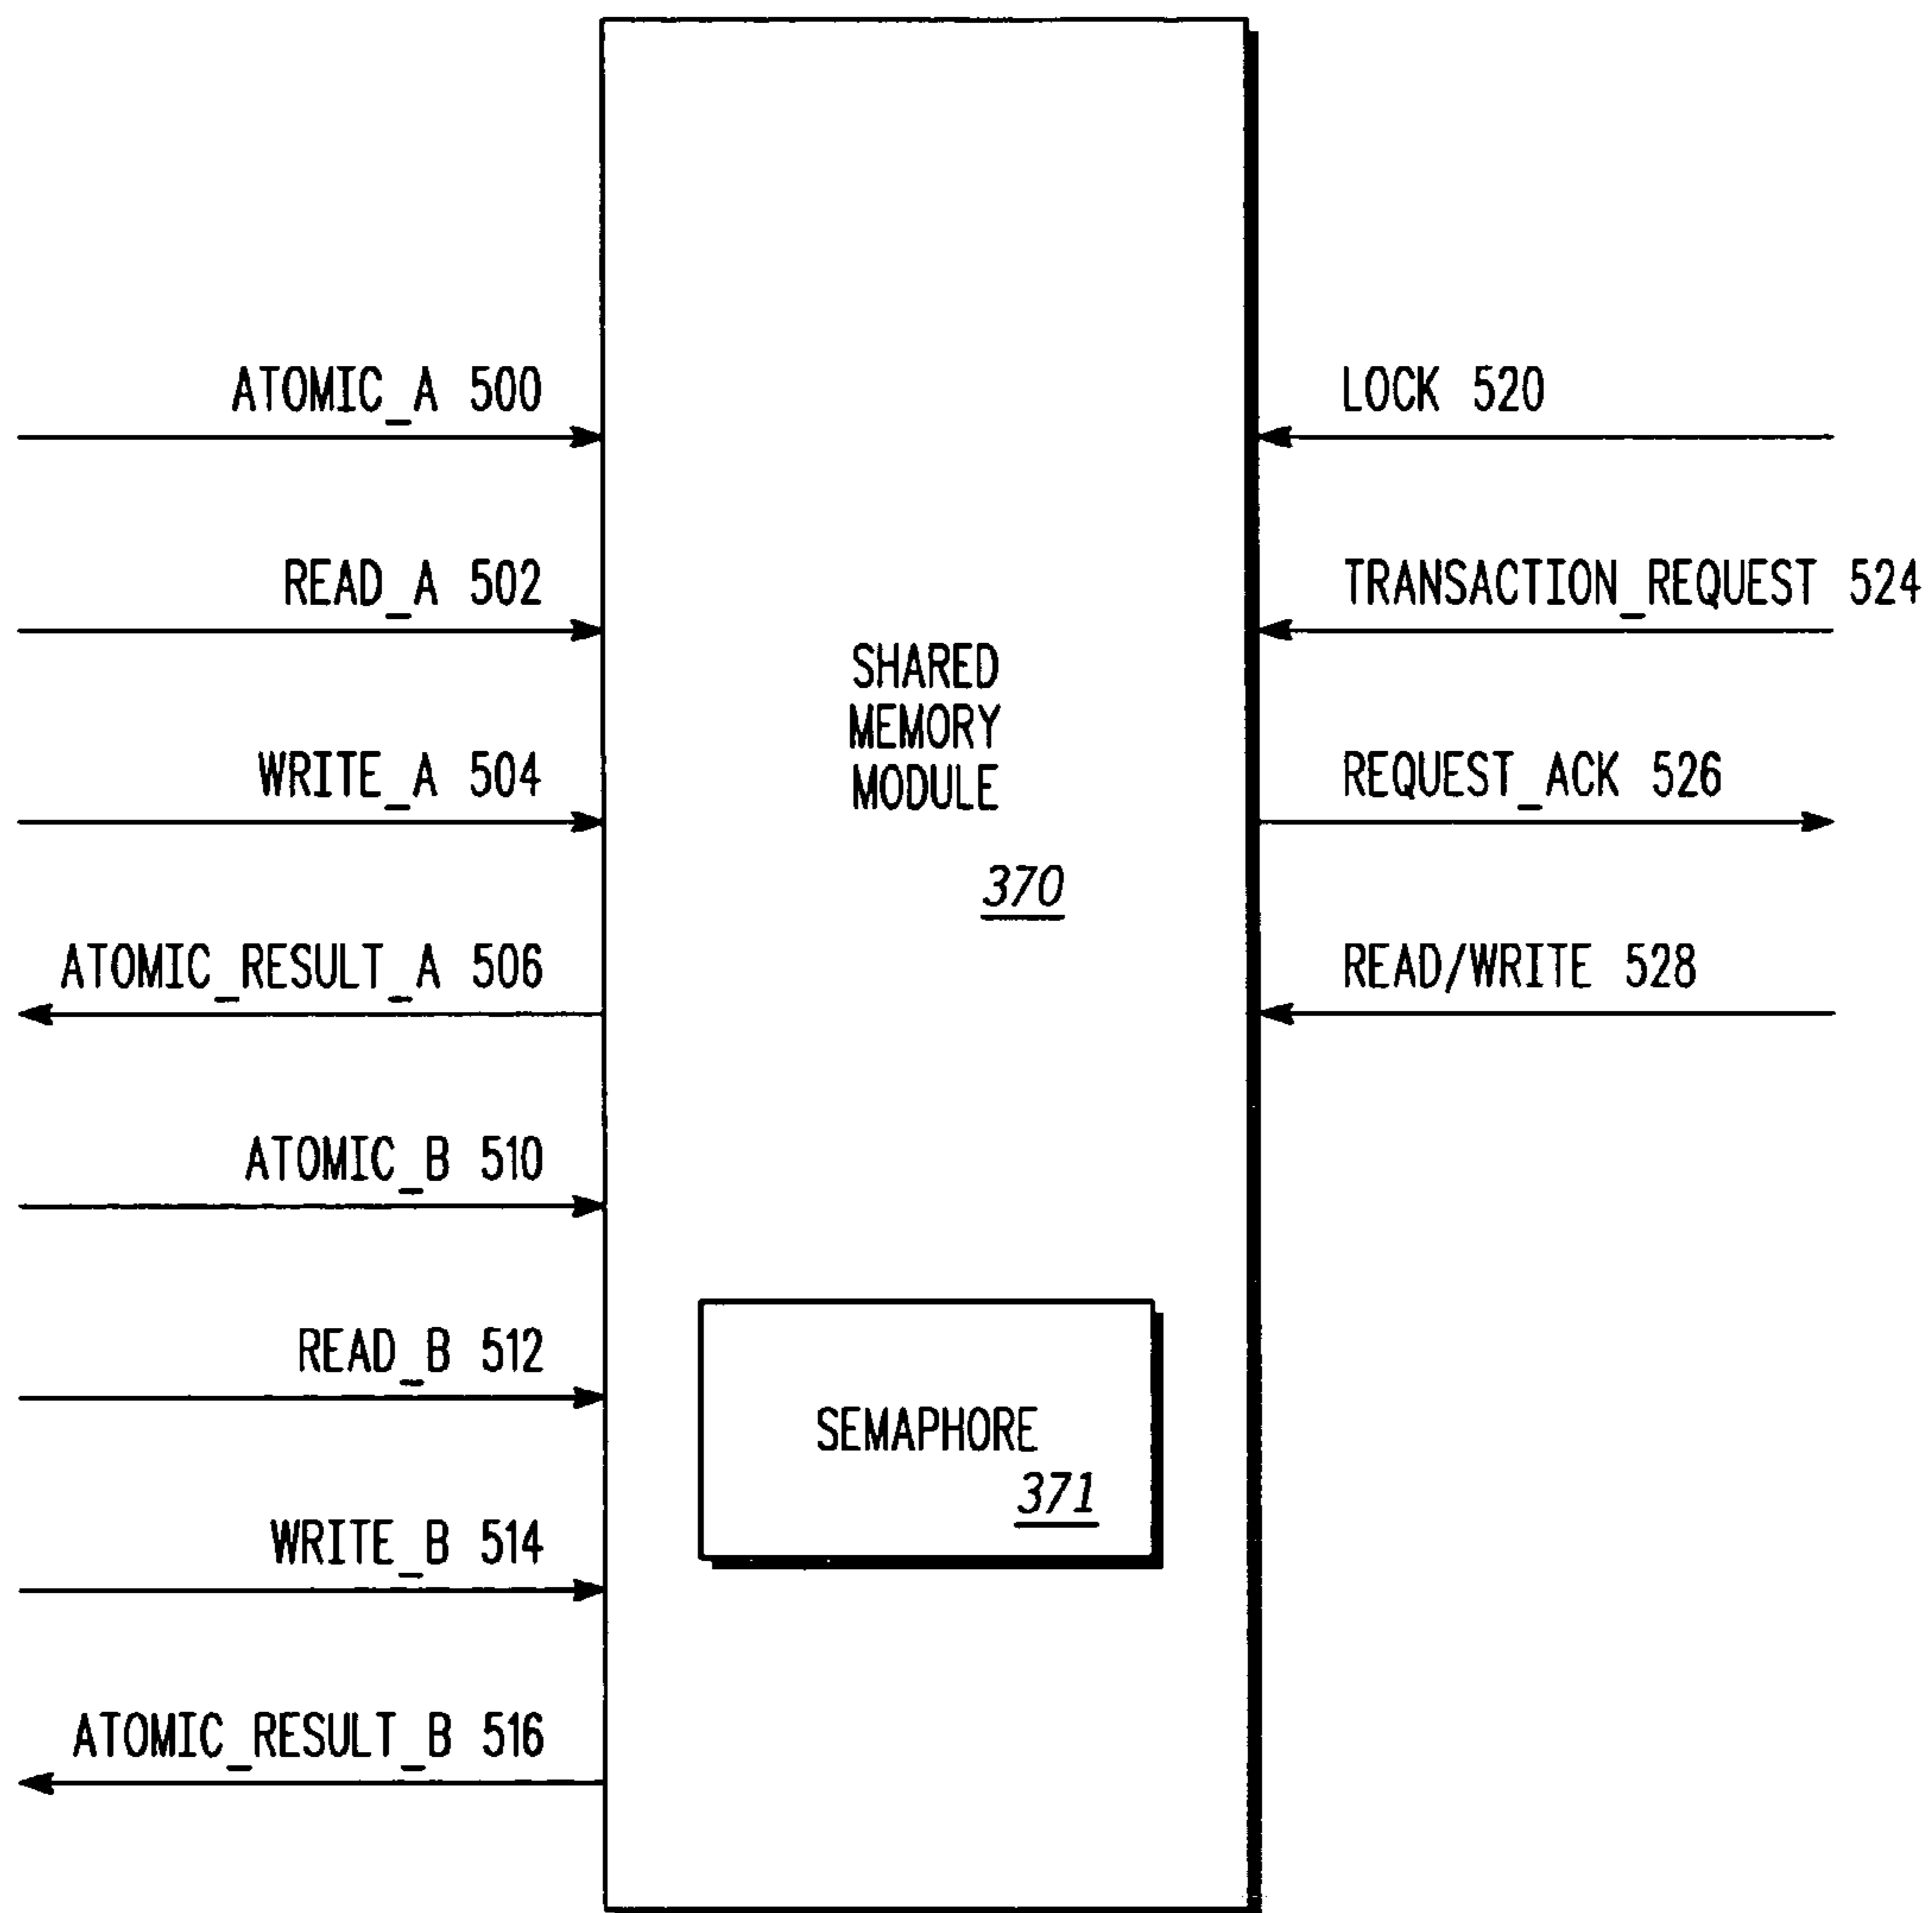 ATOMIC_A 500
READ_A 502
WRITE_A 504
ATOMIC_RESULT_A 506
ATOMIC_B 510
READ_B 512
WRITE_B 514
ATOMIC_RESULT_B 516
SHARED
MEMORY
MODULE
370
SEMAPHORE
371
LOCK 520
TRANSACTION_REQUEST 524
REQUEST_ACK 526
READ/WRITE 528